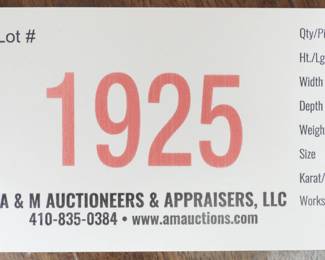 Lot #
1925
A & M AUCTIONEERS & APPRAISERS, LLC
410-835-0384 • www.amauctions.com
Qty/Pi
Ht./Lg
Width
Depth
Weigh
Size
Karat/
Works